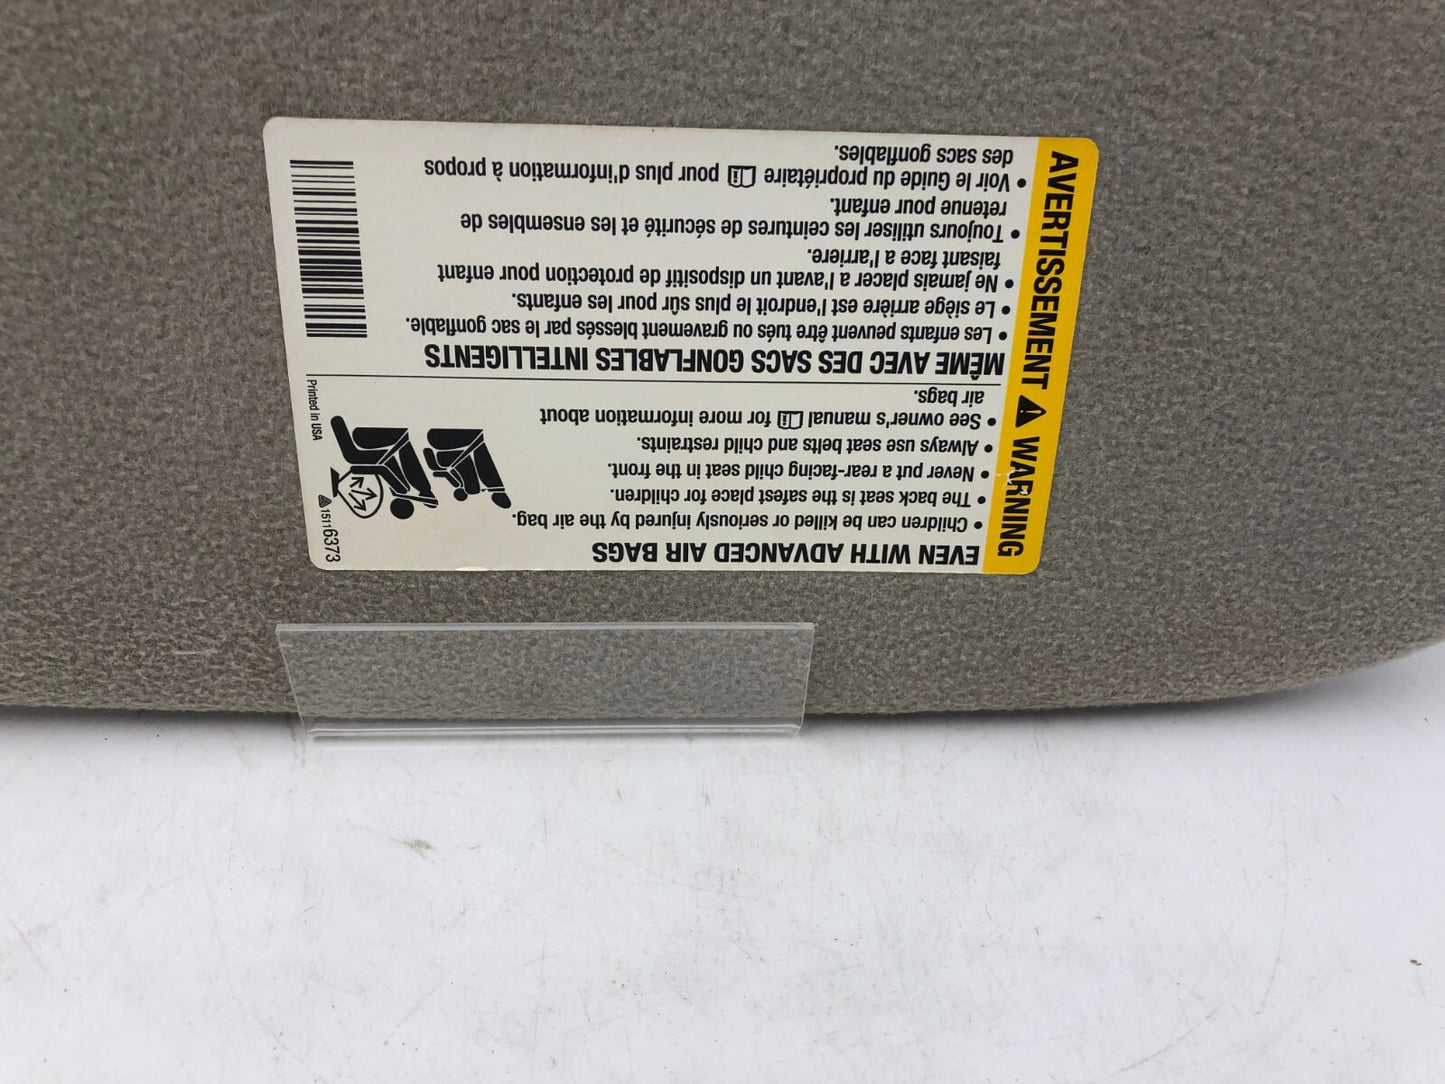 WARNING AVERTISSEMENT
EVEN WITH ADVANCED AIR BAGS
• Children can be killed or seriously injured by the air bag.
• The back seat is the safest place for children.
• Never put a rear-facing child seat in the front.
• Always use seat belts and child restraints.
• See owner's manual for more information about
air bags.
15116373
Printed in USA
MÊME AVEC DES SACS GONFLABLES INTELLIGENTS
• Les enfants peuvent être tués ou gravement blessés par le sac gonflable.
• Le siège arrière est l'endroit le plus sûr pour les enfants.
• Ne jamais placer a l'avant un dispositif de protection pour enfant
faisant face a l'arriere.
• Toujours utiliser les ceintures de sécurité et les ensembles de
retenue pour enfant.
• Voir le Guide du propriétaire pour plus d'information à propos
des sacs gonflables.